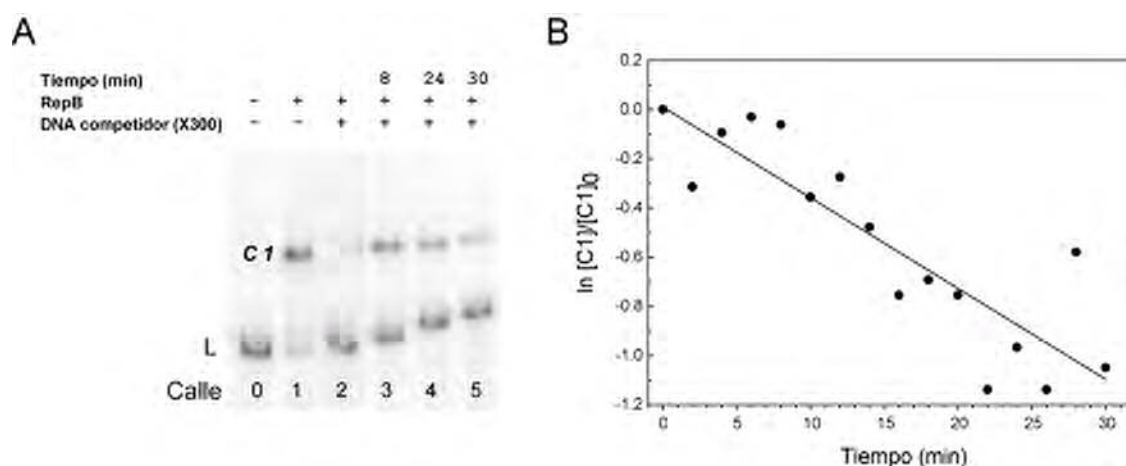 A
Tiempo (min) 8 24 30
RepB - + + + + +
DNA competidor (X300) - - + + + +
C1
L
Calle 0 1 2 3 4 5
B
0.2
0.0
-0.2
-0.4
-0.6
-0.8
-1.0
-1.2
ln [C1]/[C1]0
0 5 10 15 20 25 30
Tiempo (min)